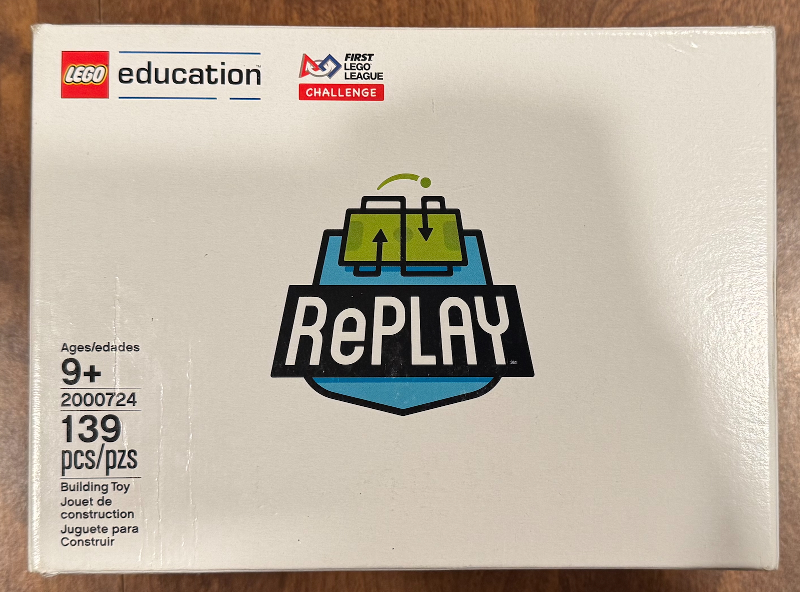 LEGO education™
FIRST
LEGO
LEAGUE
CHALLENGE
RePLAY
Ages/edades
9+
2000724
139
pcs/pzs
Building Toy
Jouet de
construction
Juguete para
Construir